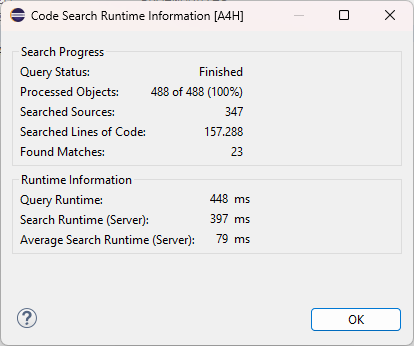 Code Search Runtime Information [A4H]
Search Progress
Query Status: Finished
Processed Objects: 488 of 488 (100%)
Searched Sources: 347
Searched Lines of Code: 157.288
Found Matches: 23
Runtime Information
Query Runtime: 448 ms
Search Runtime (Server): 397 ms
Average Search Runtime (Server): 79 ms
?
OK